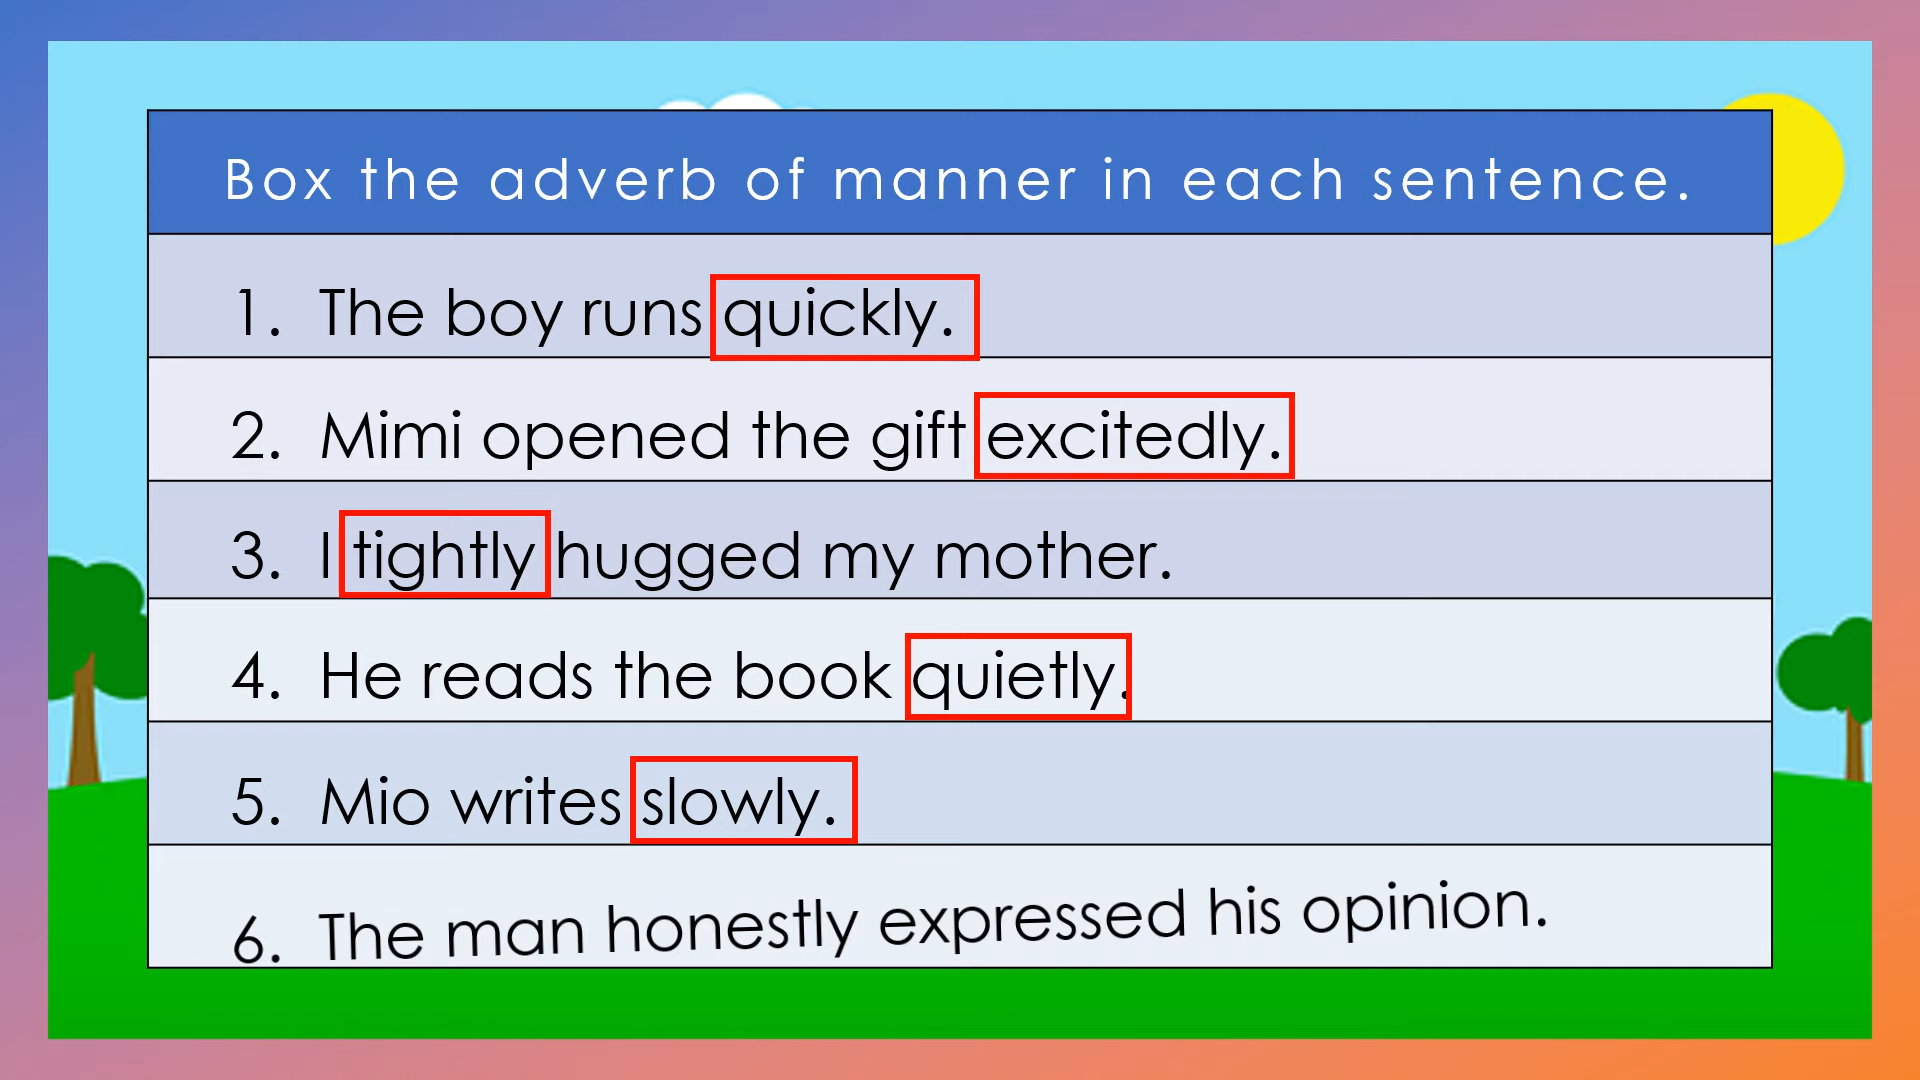 Box the adverb of manner in each sentence.
1. The boy runs quickly.
2. Mimi opened the gift excitedly.
3. I tightly hugged my mother.
4. He reads the book quietly.
5. Mio writes slowly.
6. The man honestly expressed his opinion.